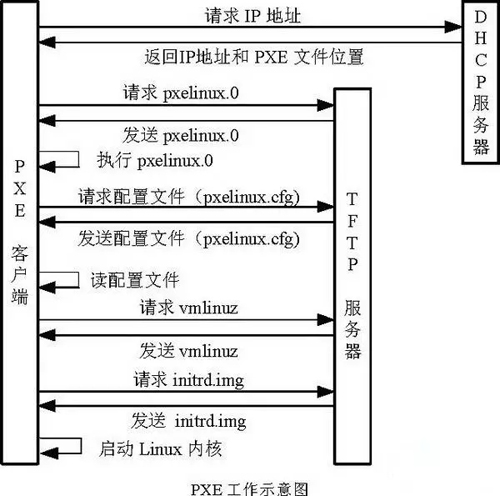 请求 IP 地址
返回IP地址和 PXE 文件位置
DHCP服务器
请求 pxelinux.0
发送 pxelinux.0
执行 pxelinux.0
PXE 客户端
请求配置文件（pxelinux.cfg)
发送配置文件（pxelinux.cfg)
TFTP 服务器
读配置文件
请求 vmlinuz
发送 vmlinuz
请求 initrd.img
发送 initrd.img
启动 Linux 内核
PXE 工作示意图